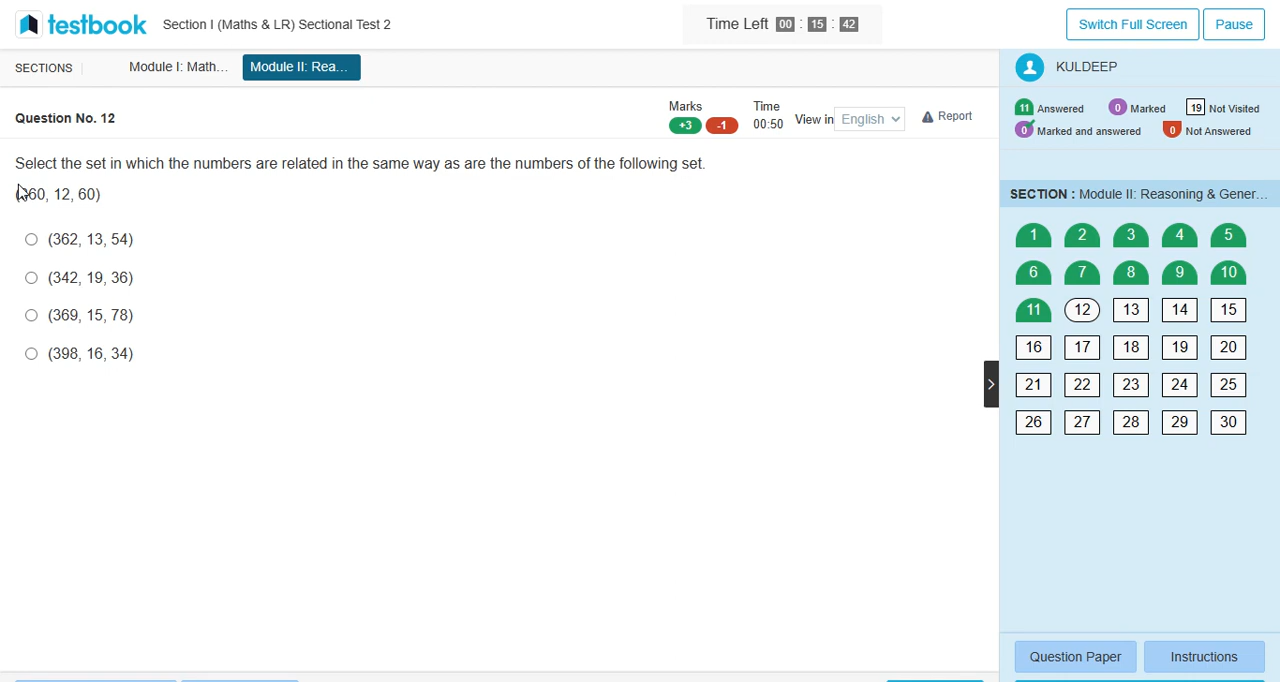 testbook Section I (Maths & LR) Sectional Test 2 Time Left 00 : 15 : 42 Switch Full Screen Pause
SECTIONS Module I: Math... Module II: Rea...
KULDEEP
Question No. 12 Marks +3 -1 Time 00:50 View in English Report
11 Answered 0 Marked 19 Not Visited
0 Marked and answered 0 Not Answered
Select the set in which the numbers are related in the same way as are the numbers of the following set.
60, 12, 60)
SECTION : Module II: Reasoning & Gener...
(362, 13, 54)
(342, 19, 36)
(369, 15, 78)
(398, 16, 34)
1 2 3 4 5
6 7 8 9 10
11 12 13 14 15
16 17 18 19 20
21 22 23 24 25
26 27 28 29 30
Question Paper Instructions